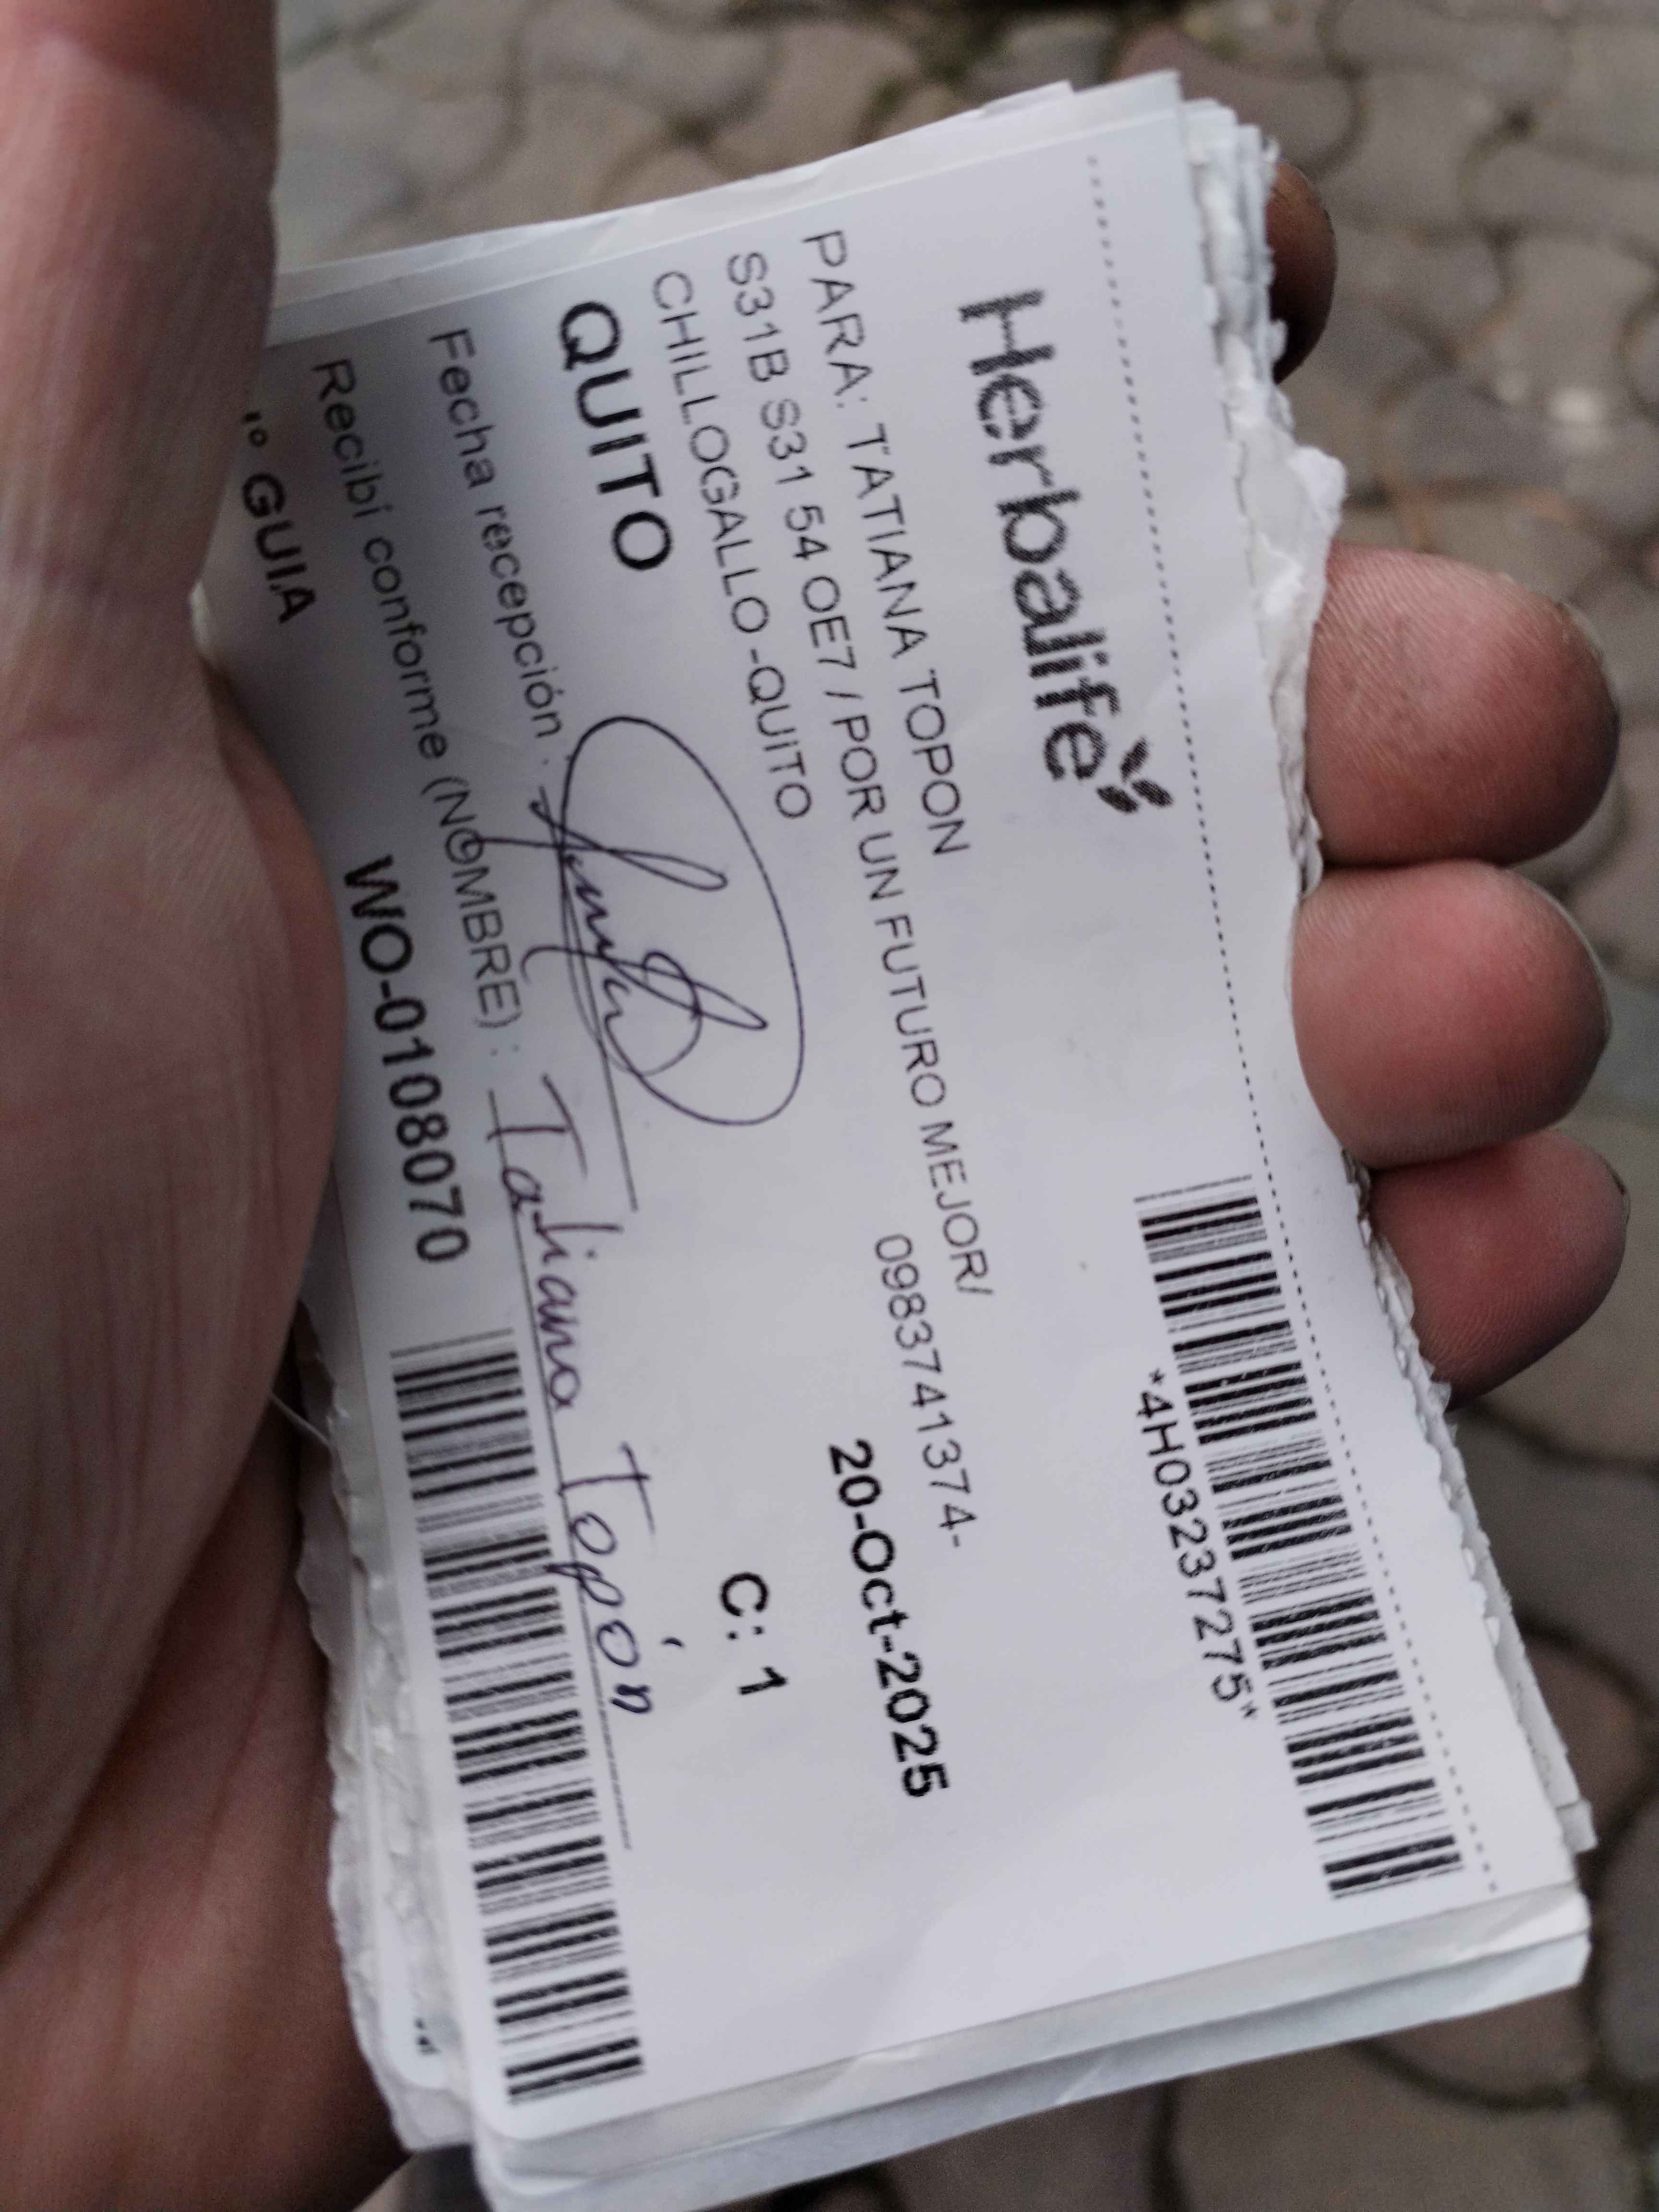 Herbalife
*4H03237275*
PARA: TATIANA TOPON
S31B S31 54 OE7 / POR UN FUTURO MEJOR/
CHILLOGALLO -QUITO
0983741374-
QUITO
20-Oct-2025
C: 1
Fecha recepción :
Recibí conforme (NOMBRE) : Tatiana Topón
GUIA
WO-0108070